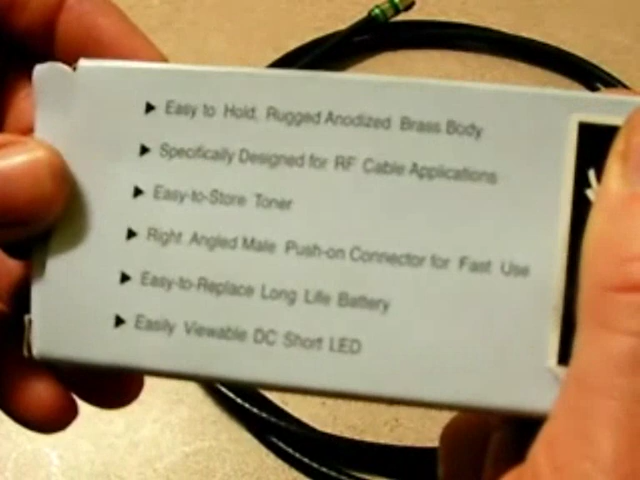 Easy to Hold, Rugged Anodized Brass Body
Specifically Designed for RF Cable Applications
Easy-to-Store Toner
Right Angled Male Push-on Connector for Fast Use
Easy-to-Replace Long Life Battery
Easily Viewable DC Short LED